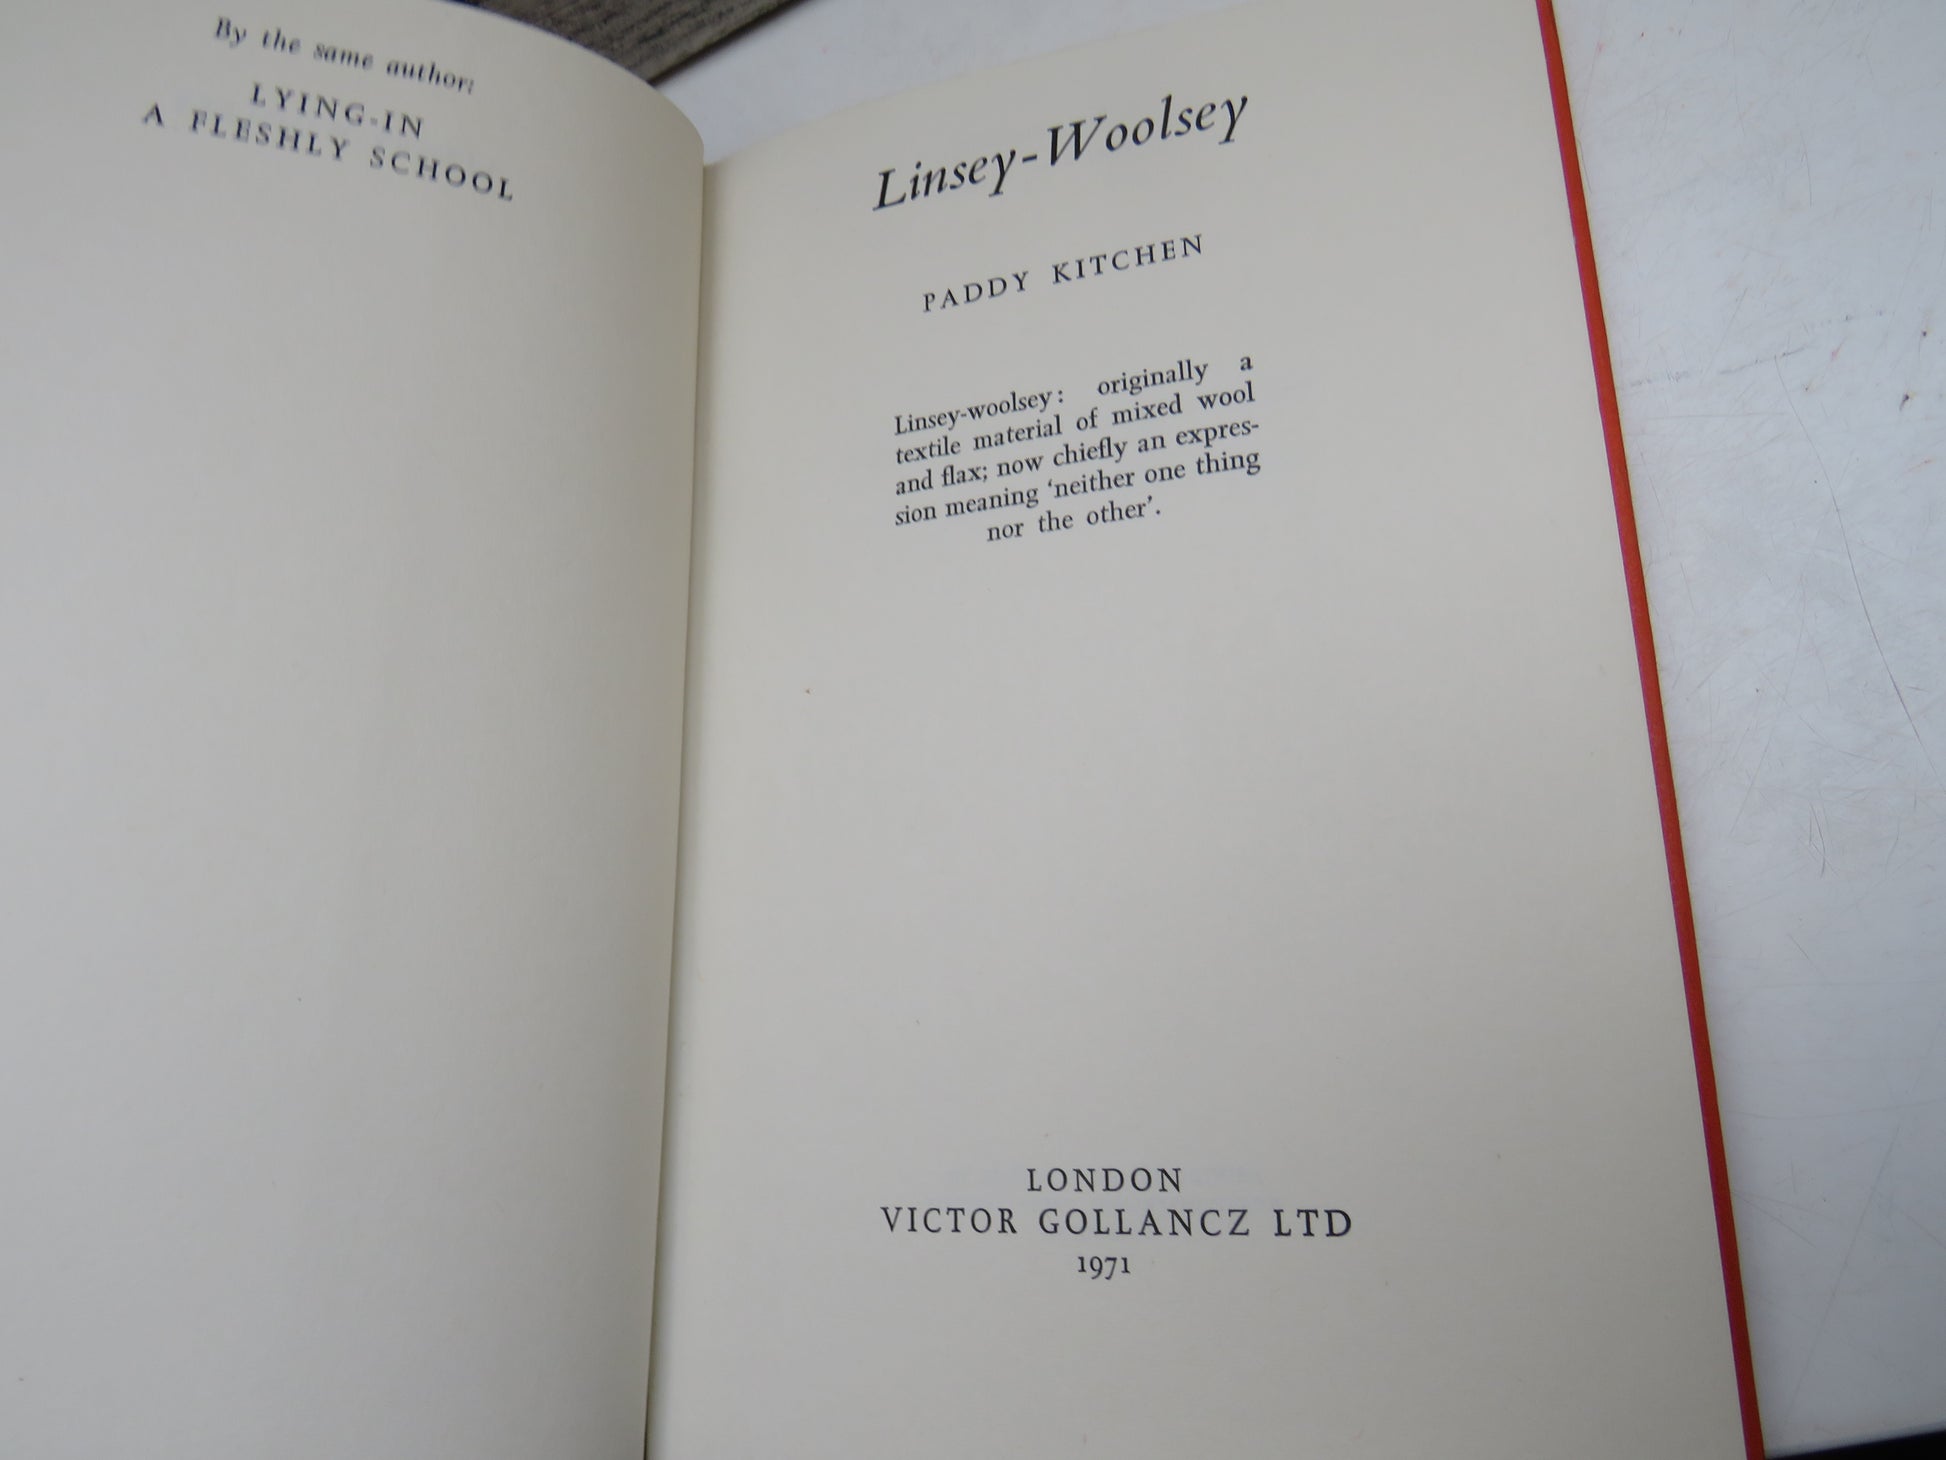 By the same author:
LYING-IN
A FLESHLY SCHOOL
Linsey-Woolsey
PADDY KITCHEN
Linsey-woolsey: originally a
textile material of mixed wool
and flax; now chiefly an expres-
sion meaning ‘neither one thing
nor the other’.
LONDON
VICTOR GOLLANCZ LTD
1971